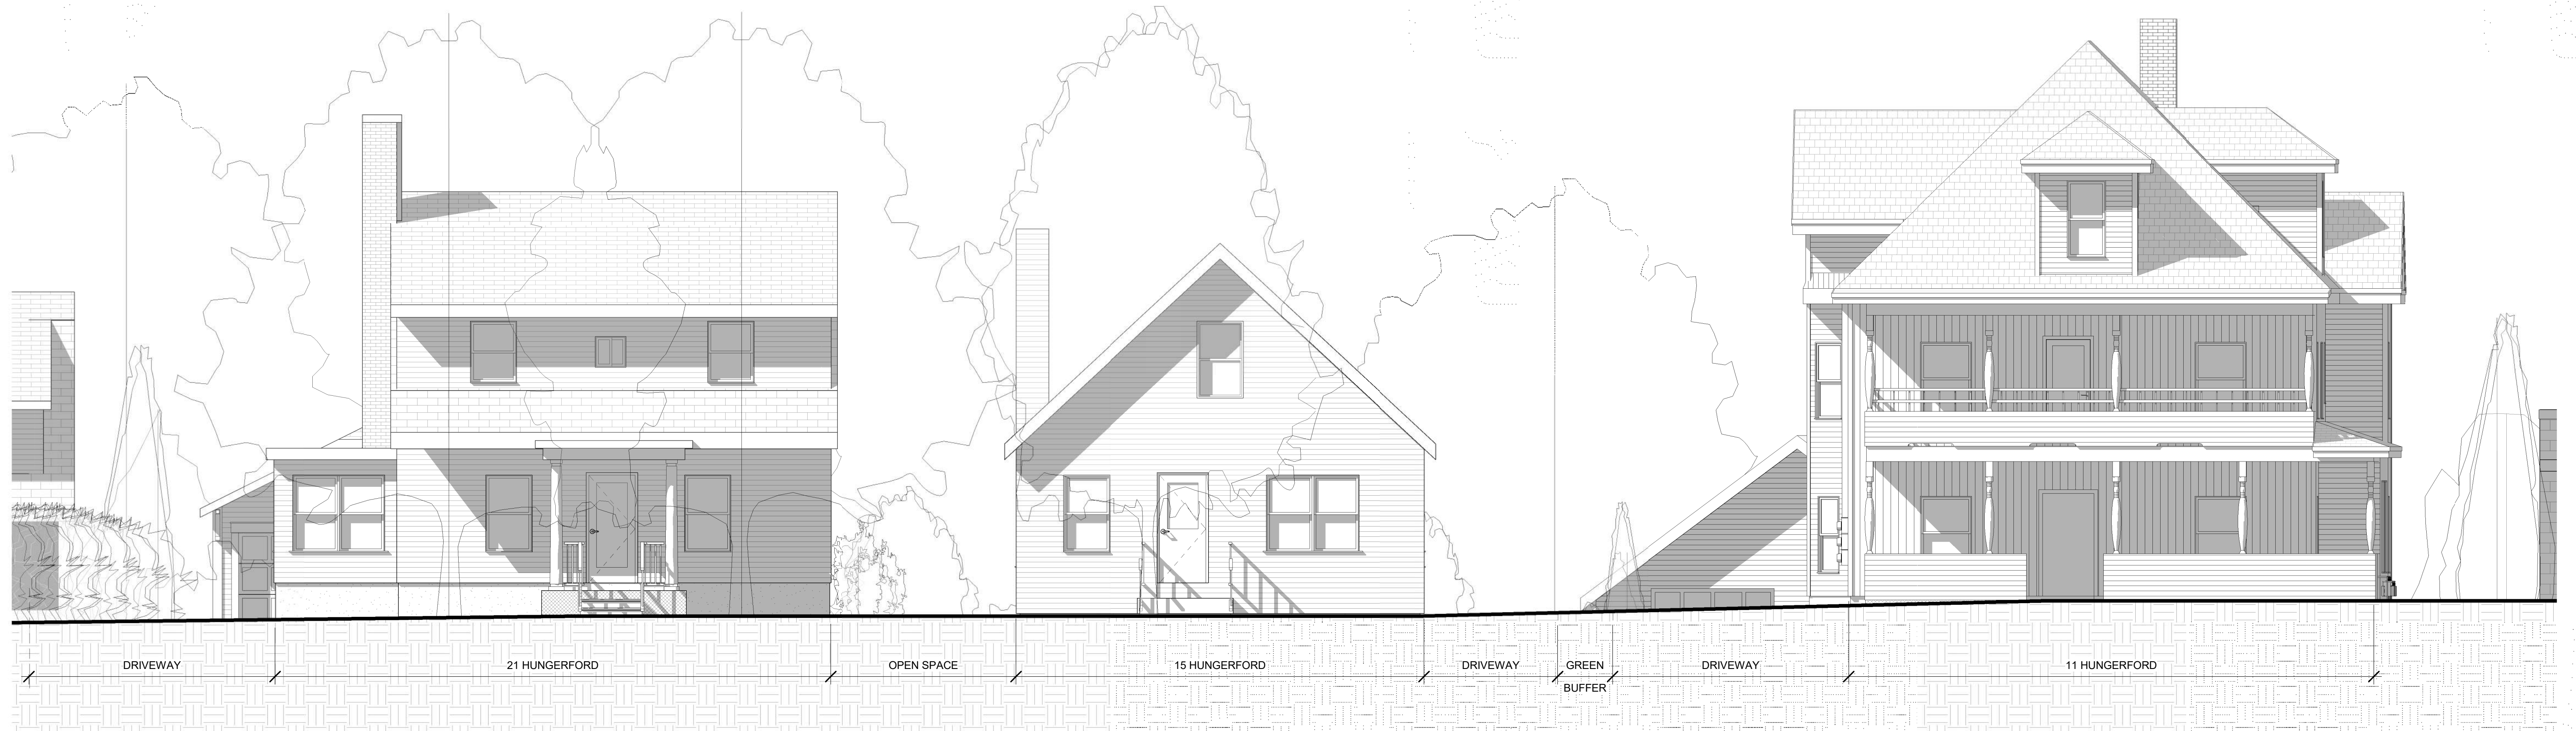 DRIVEWAY
21 HUNGERFORD
OPEN SPACE
15 HUNGERFORD
DRIVEWAY
GREEN
BUFFER
DRIVEWAY
11 HUNGERFORD